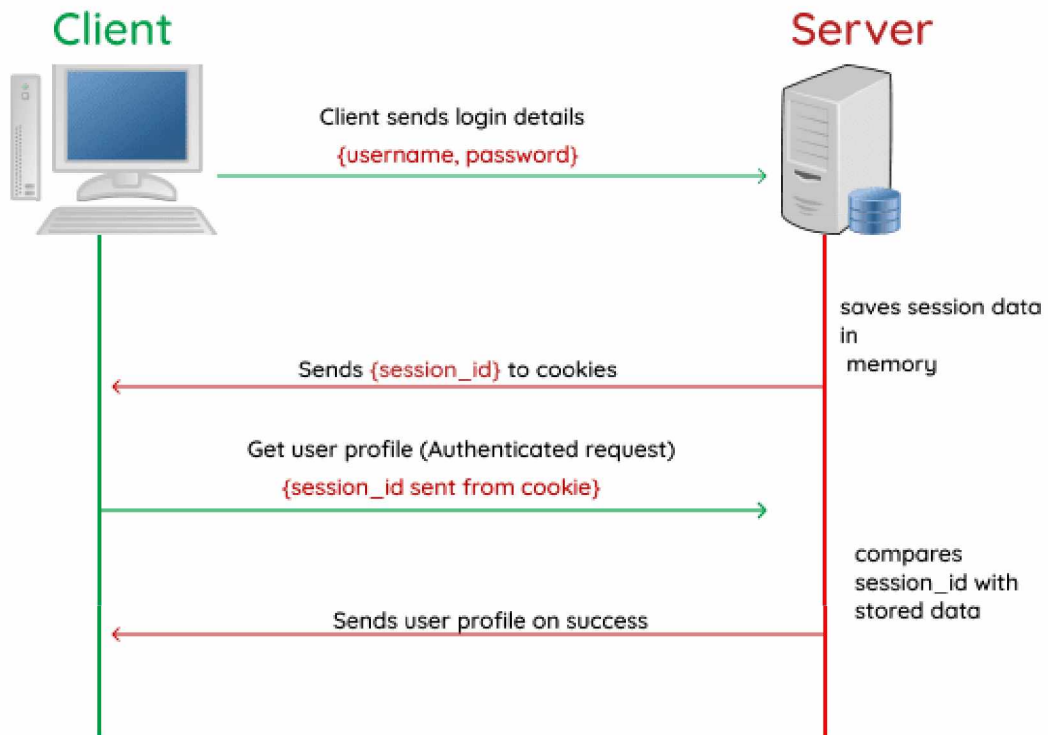 Client
Server
Client sends login details
{username, password}
saves session data
in
memory
Sends {session_id} to cookies
Get user profile (Authenticated request)
{session_id sent from cookie}
compares
session_id with
stored data
Sends user profile on success